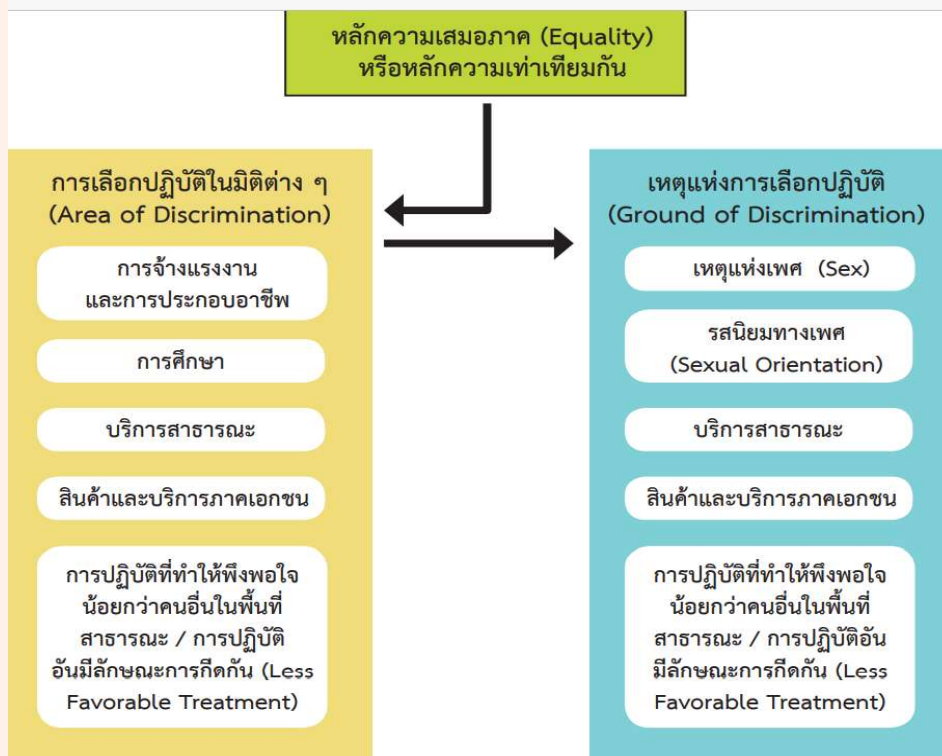 หลักความเสมอภาค (Equality)
หรือหลักความเท่าเทียมกัน
การเลือกปฏิบัติในมิติต่าง ๆ
(Area of Discrimination)
การจ้างแรงงาน
และการประกอบอาชีพ
การศึกษา
บริการสาธารณะ
สินค้าและบริการภาคเอกชน
การปฏิบัติที่ทำให้พึงพอใจ
น้อยกว่าคนอื่นในพื้นที่
สาธารณะ / การปฏิบัติ
อันมีลักษณะการกีดกัน (Less
Favorable Treatment)
เหตุแห่งการเลือกปฏิบัติ
(Ground of Discrimination)
เหตุแห่งเพศ (Sex)
รสนิยมทางเพศ
(Sexual Orientation)
บริการสาธารณะ
สินค้าและบริการภาคเอกชน
การปฏิบัติที่ทำให้พึงพอใจ
น้อยกว่าคนอื่นในพื้นที่
สาธารณะ / การปฏิบัติอัน
มีลักษณะการกีดกัน (Less
Favorable Treatment)